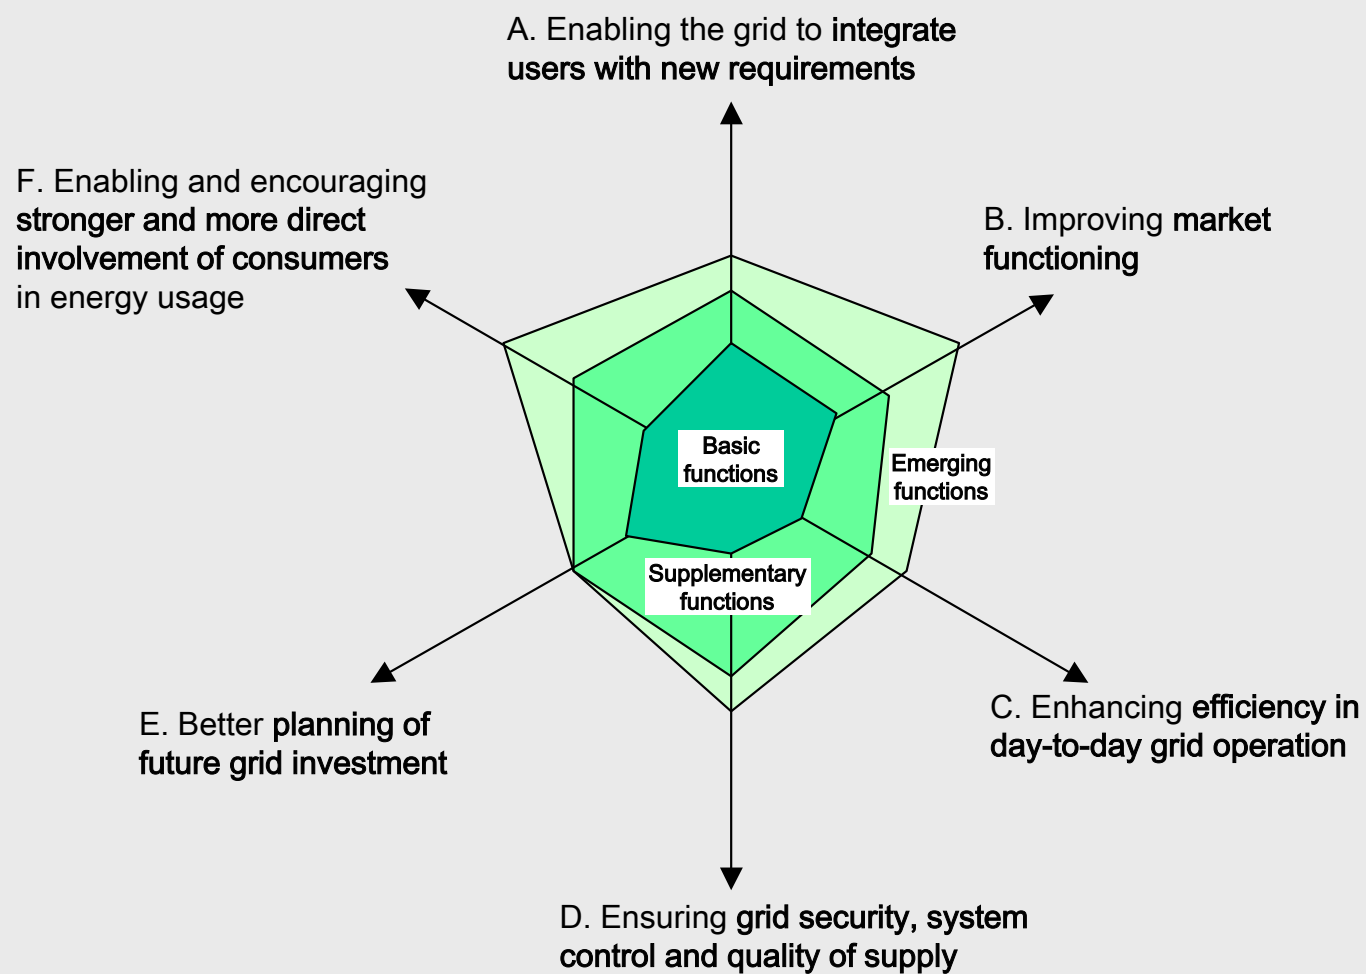 A. Enabling the grid to integrate
users with new requirements
F. Enabling and encouraging
stronger and more direct
involvement of consumers
in energy usage
B. Improving market
functioning
Basic
functions
Emerging
functions
Supplementary
functions
E. Better planning of
future grid investment
C. Enhancing efficiency in
day-to-day grid operation
D. Ensuring grid security, system
control and quality of supply